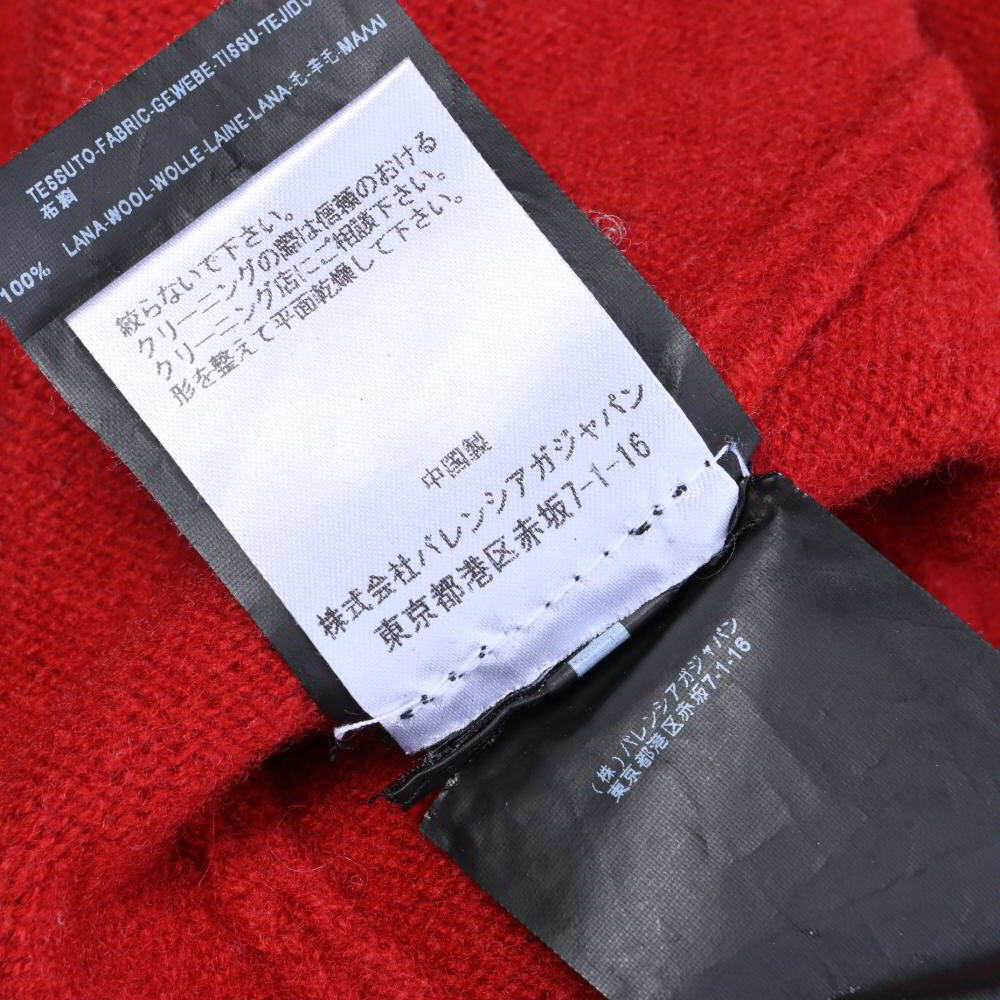 TESSUTO-FABRIC-GEWEBE-TISSU-TEJIDO
布料
100% LANA-WOOL-WOLLE-LAINE-LANA-毛-羊毛-МАЛЛІ
絞らないで下さい。
クリーニングの際は信頼のおける
クリーニング店にご相談下さい。
形を整えて平面乾燥して下さい。
中国製
株式会社バレンシアガジャパン
東京都港区赤坂7-1-16
(株)バレンシアガジャパン
東京都港区赤坂7-1-16